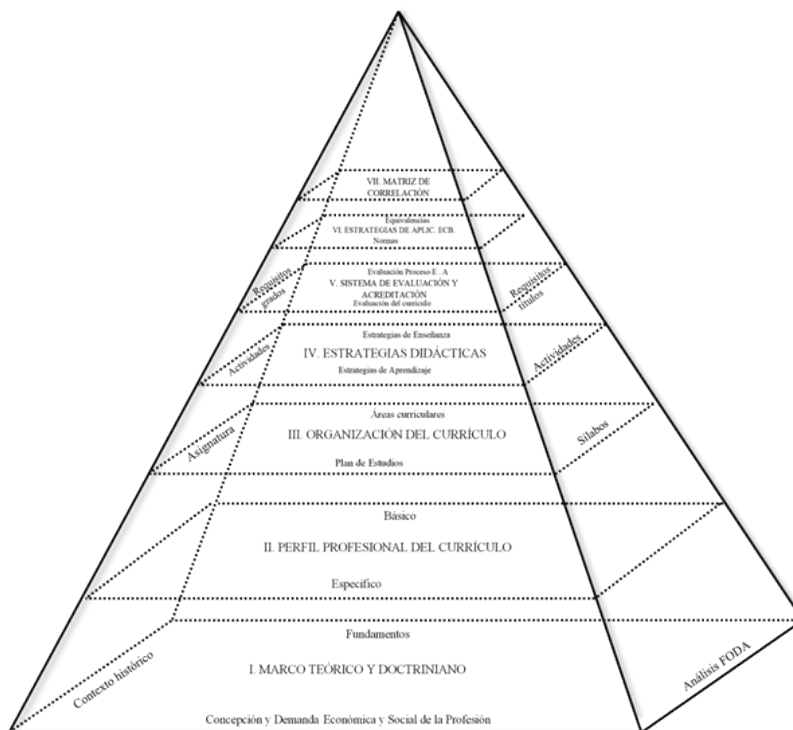 VII. MATRIZ DE
CORRELACIÓN
Equivalencias
VI. ESTRATEGIAS DE APLIC. ECB.
Normas
Requisitos
grados
Evaluación Proceso E . A
V. SISTEMA DE EVALUACIÓN Y
ACREDITACIÓN
Evaluación del currículo
Requisitos
títulos
Actividades
Estrategias de Enseñanza
IV. ESTRATEGIAS DIDÁCTICAS
Estrategias de Aprendizaje
Actividades
Asignatura
Áreas curriculares
III. ORGANIZACIÓN DEL CURRÍCULO
Plan de Estudios
Sílabos
Básico
II. PERFIL PROFESIONAL DEL CURRÍCULO
Especifico
Contexto histórico
Fundamentos
I. MARCO TEÓRICO Y DOCTRINIANO
Concepción y Demanda Económica y Social de la Profesión
Análisis FODA